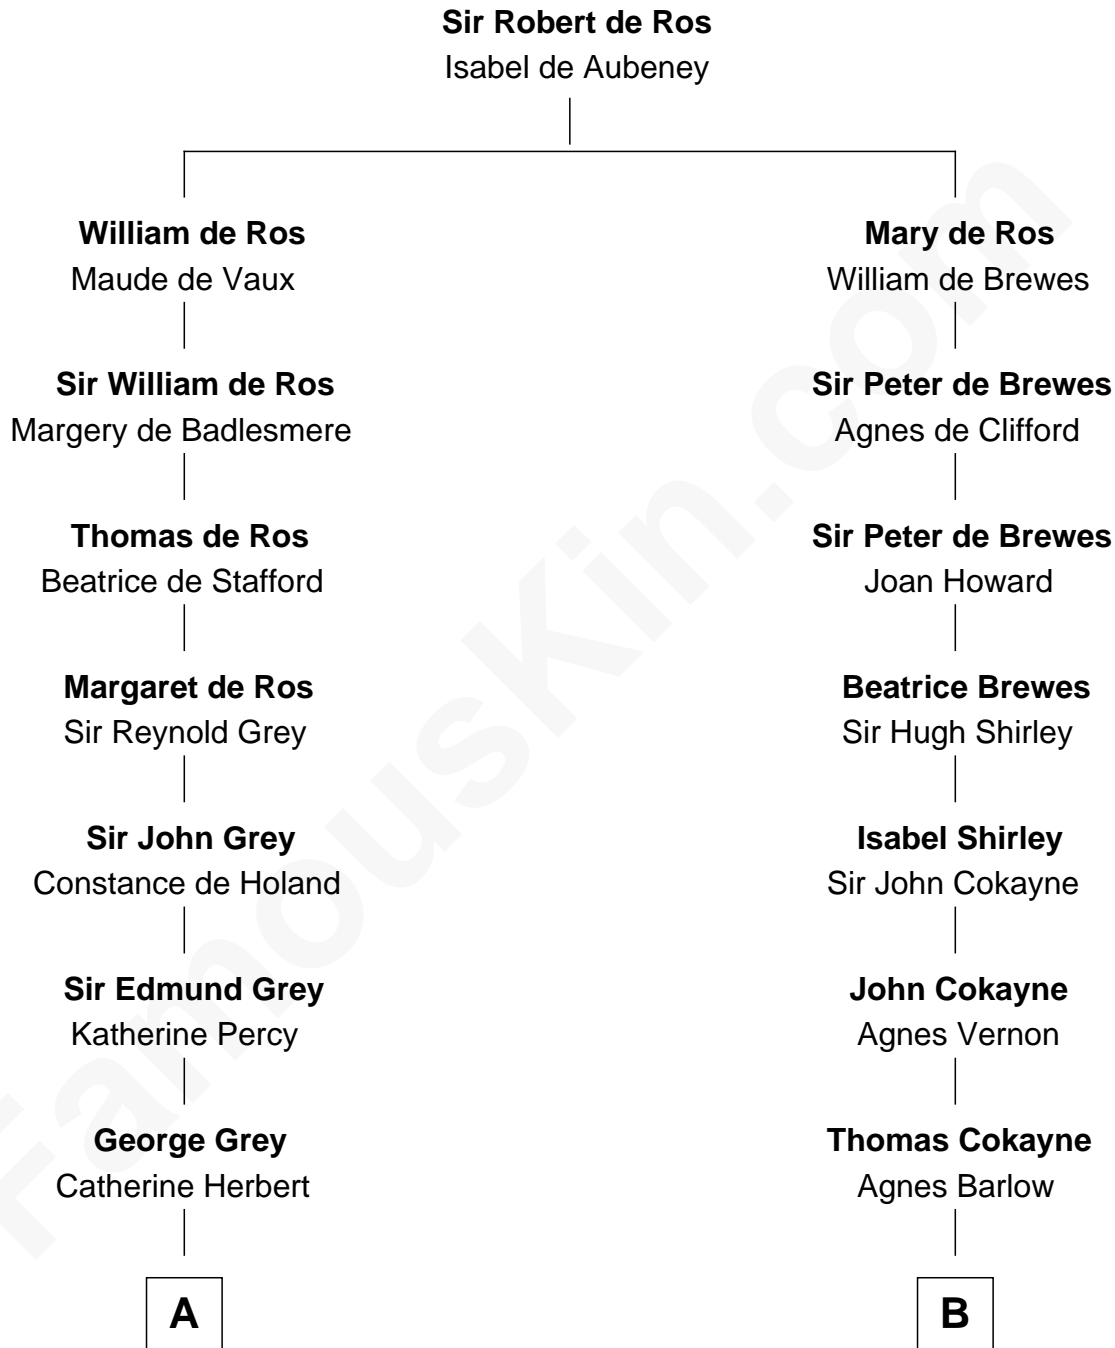 Sir Robert de Ros
Isabel de Aubeney
William de Ros
Maude de Vaux
Mary de Ros
William de Brewes
Sir William de Ros
Margery de Badlesmere
Sir Peter de Brewes
Agnes de Clifford
Thomas de Ros
Beatrice de Stafford
Sir Peter de Brewes
Joan Howard
Margaret de Ros
Sir Reynold Grey
Beatrice Brewes
Sir Hugh Shirley
Sir John Grey
Constance de Holand
Isabel Shirley
Sir John Cokayne
Sir Edmund Grey
Katherine Percy
John Cokayne
Agnes Vernon
George Grey
Catherine Herbert
Thomas Cokayne
Agnes Barlow
A
B
FamousKin.com